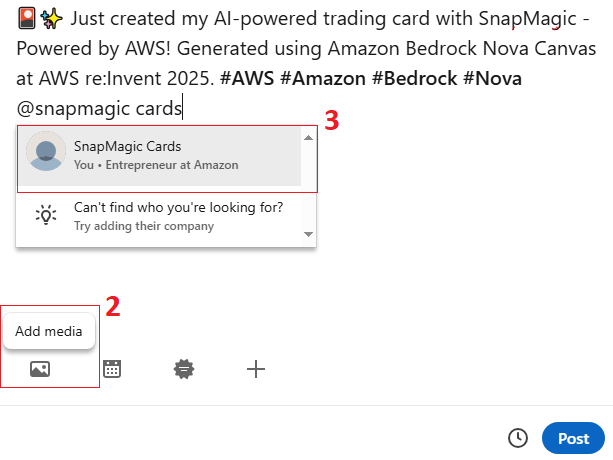 🎴✨ Just created my AI-powered trading card with SnapMagic -
Powered by AWS! Generated using Amazon Bedrock Nova Canvas
at AWS re:Invent 2025. #AWS #Amazon #Bedrock #Nova
@snapmagic cards
3
SnapMagic Cards
You • Entrepreneur at Amazon
Can't find who you're looking for?
Try adding their company
2
Add media
Post